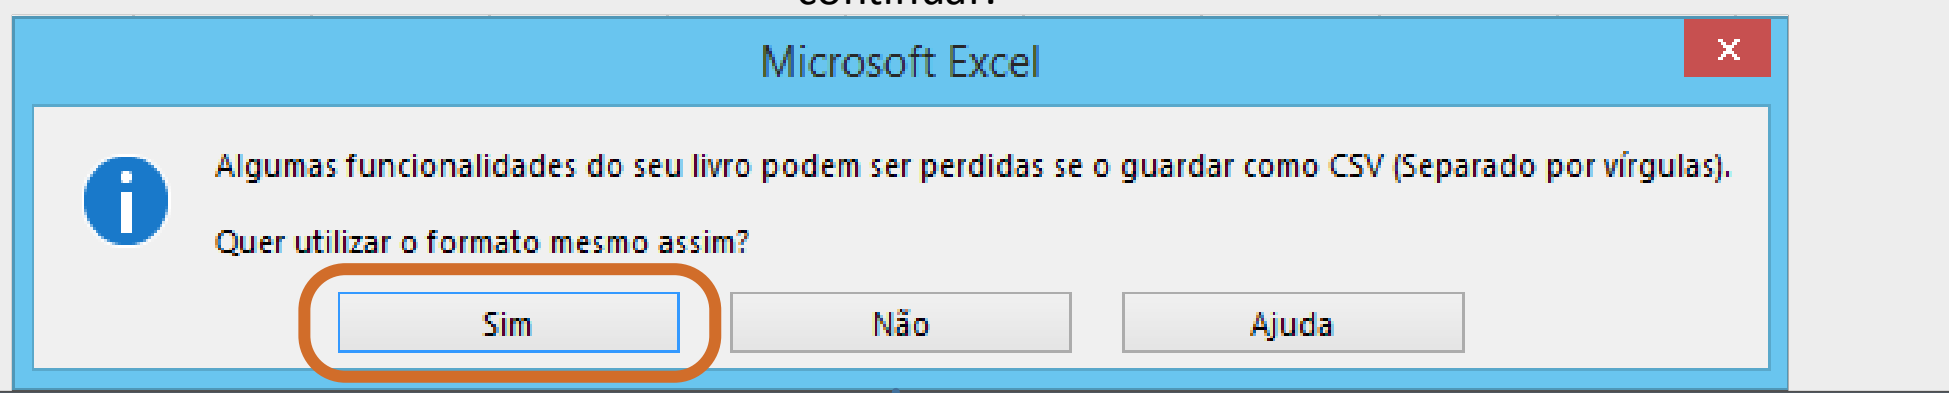 continuar.
Microsoft Excel
Algumas funcionalidades do seu livro podem ser perdidas se o guardar como CSV (Separado por vírgulas).
Quer utilizar o formato mesmo assim?
Sim Não Ajuda